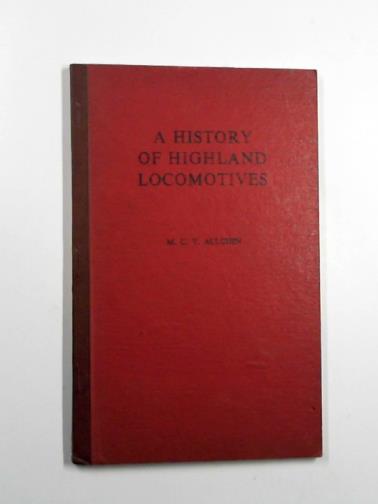 A HISTORY
OF HIGHLAND
LOCOMOTIVES
M. C. V. ALLCHIN